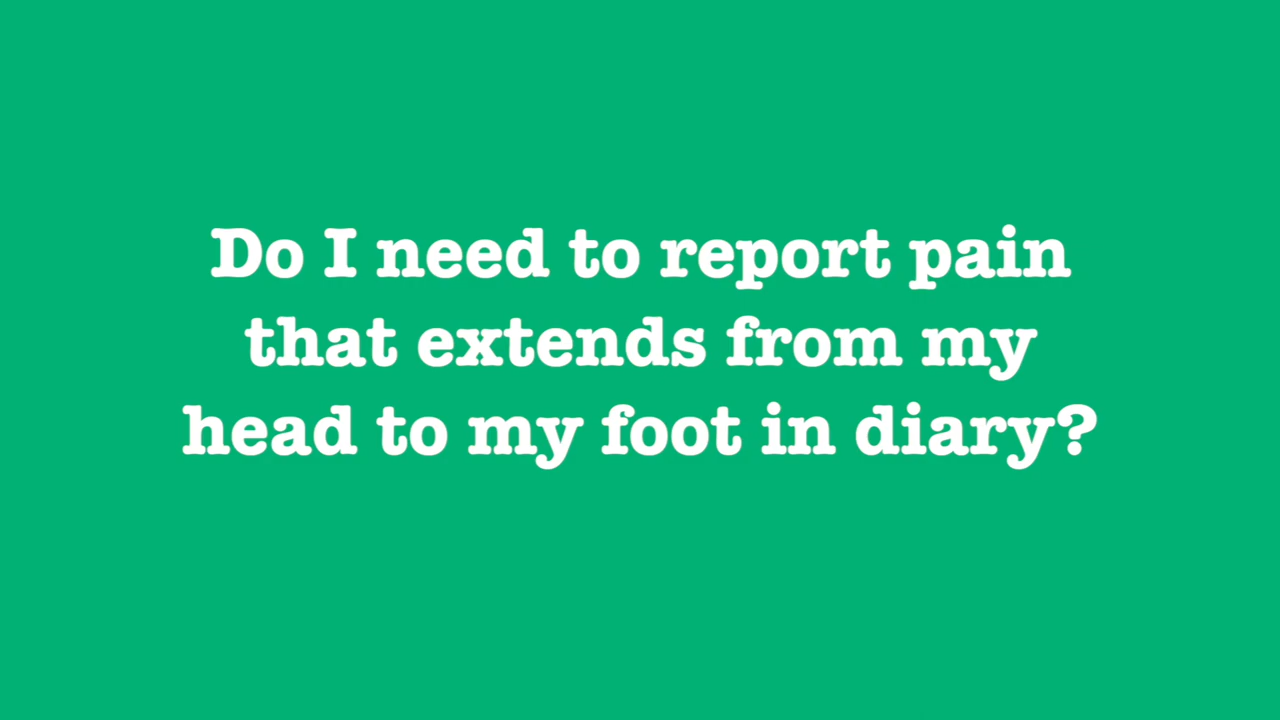 Do I need to report pain
that extends from my
head to my foot in diary?